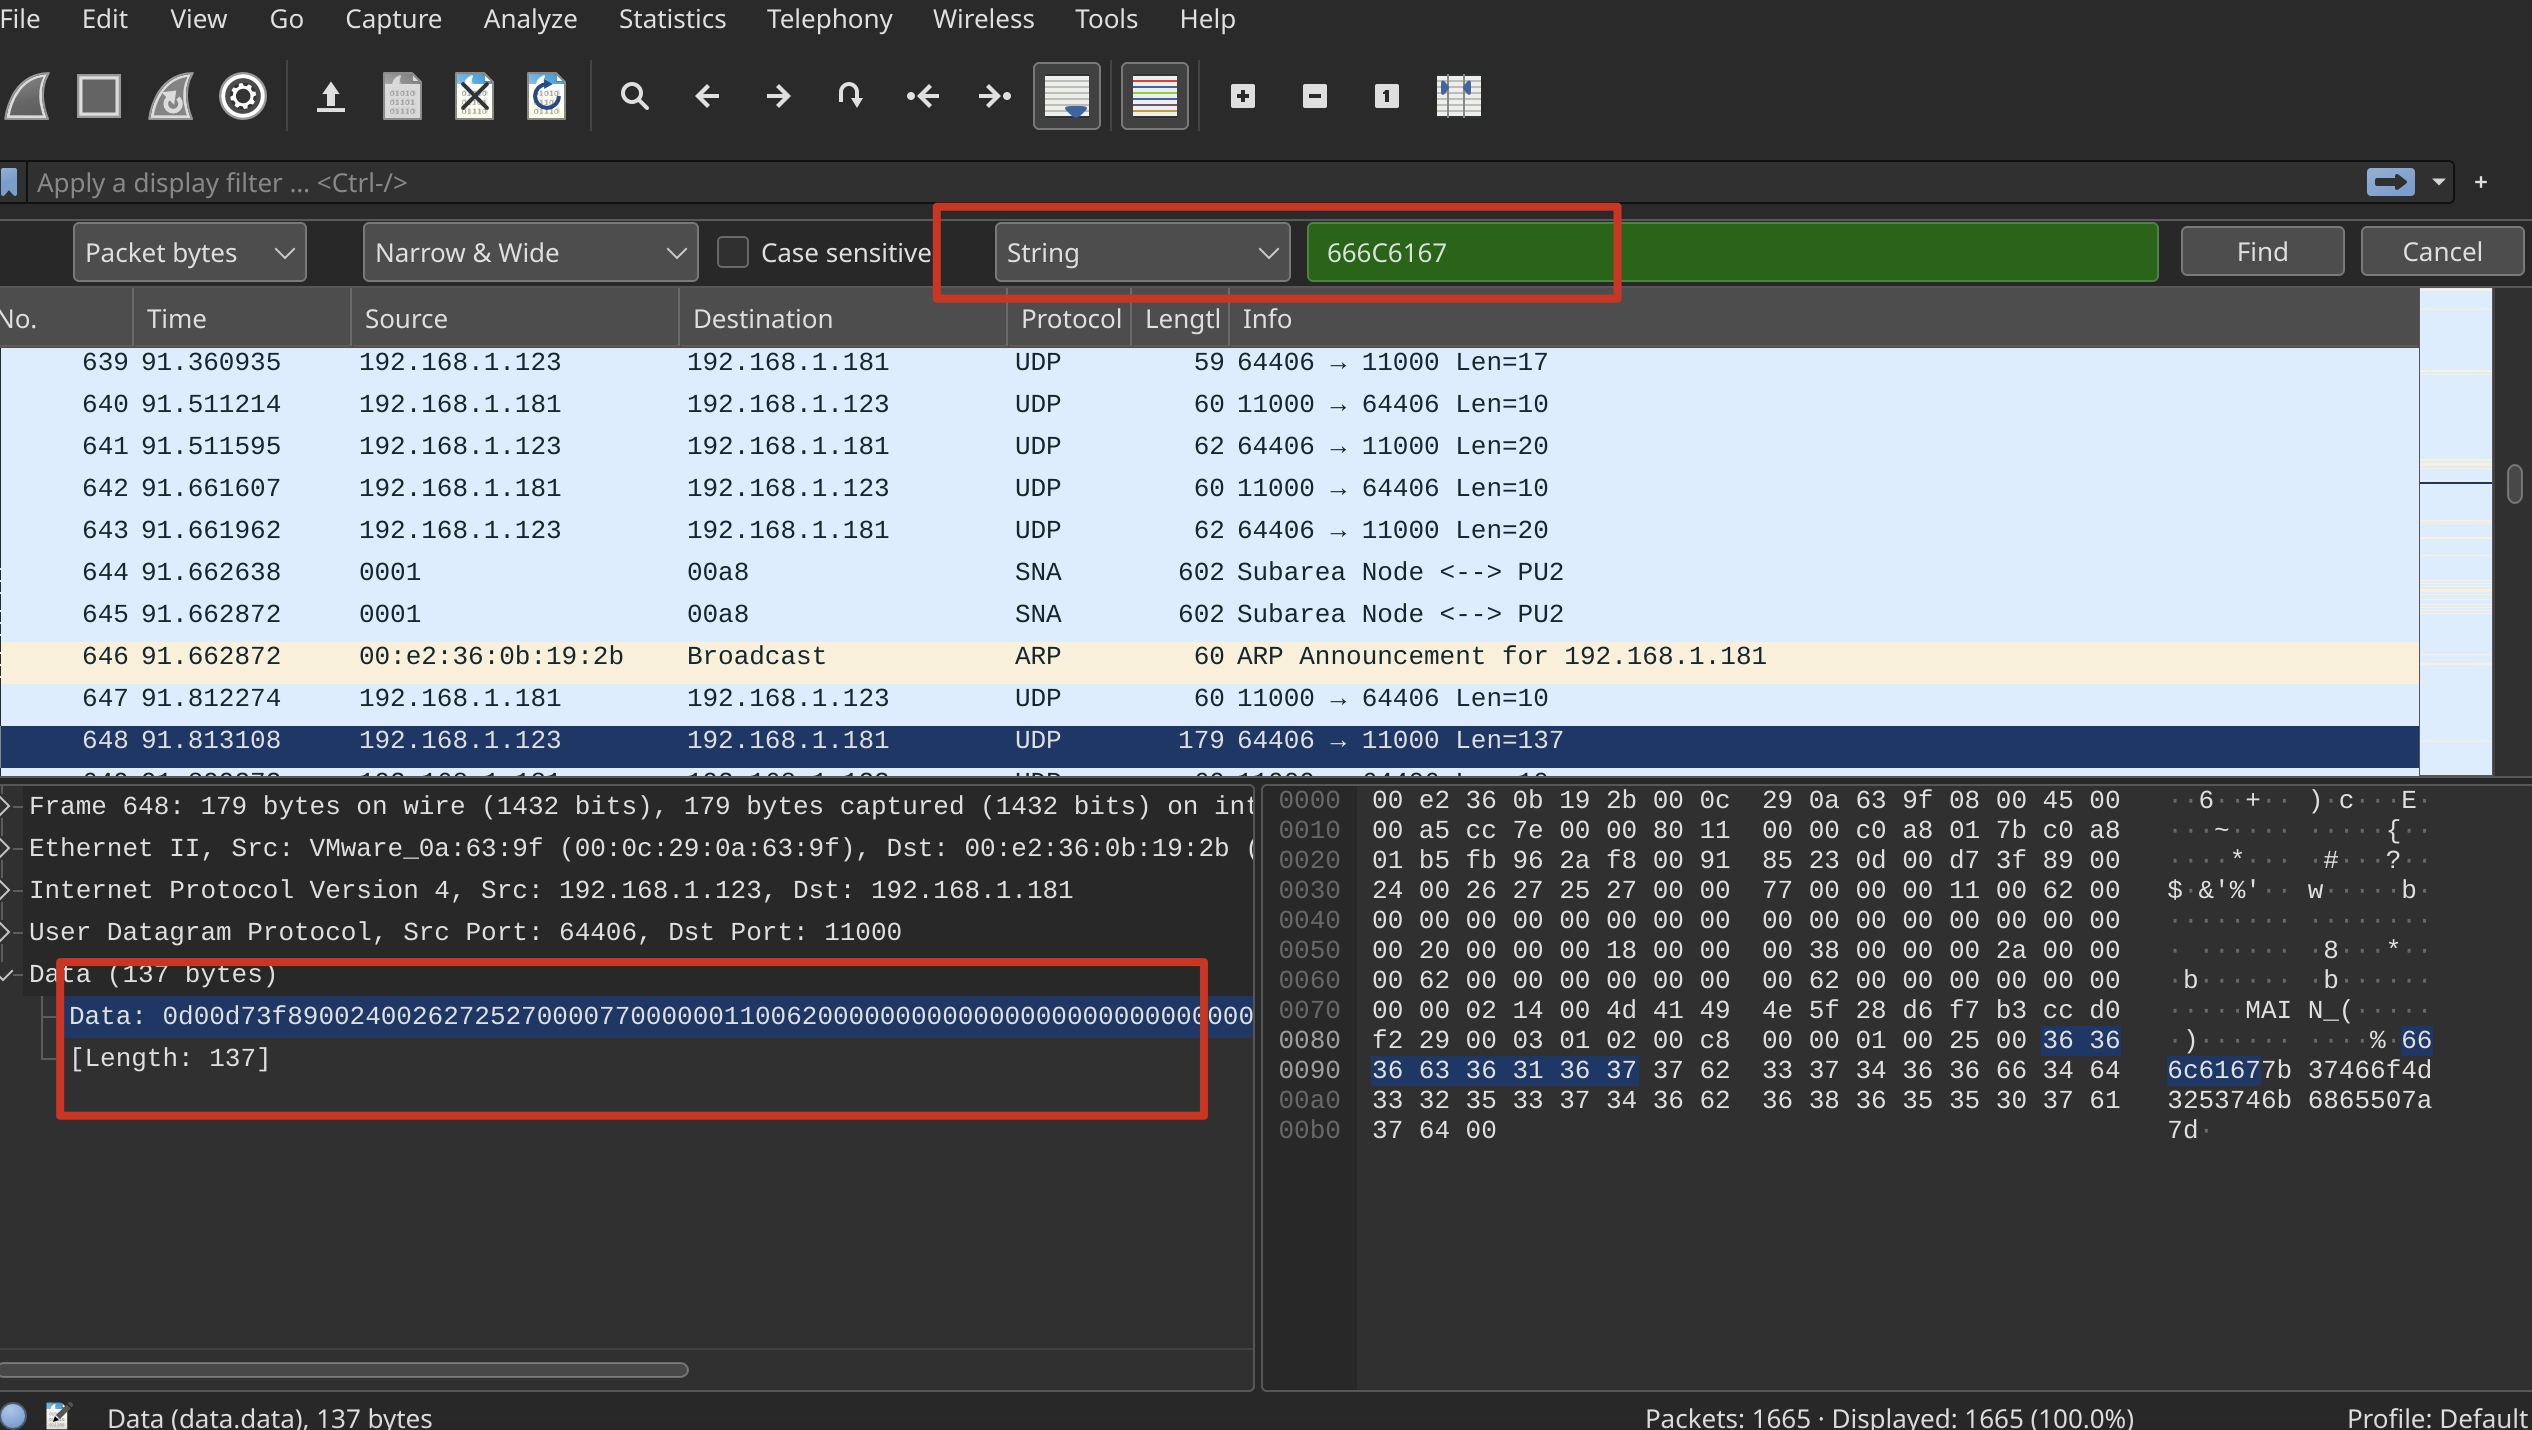 File Edit View Go Capture Analyze Statistics Telephony Wireless Tools Help
Apply a display filter ... <Ctrl-/>
Packet bytes Narrow & Wide Case sensitive String 666C6167 Find Cancel
No. Time Source Destination Protocol Lengtl Info
639 91.360935 192.168.1.123 192.168.1.181 UDP 59 64406 → 11000 Len=17
640 91.511214 192.168.1.181 192.168.1.123 UDP 60 11000 → 64406 Len=10
641 91.511595 192.168.1.123 192.168.1.181 UDP 62 64406 → 11000 Len=20
642 91.661607 192.168.1.181 192.168.1.123 UDP 60 11000 → 64406 Len=10
643 91.661962 192.168.1.123 192.168.1.181 UDP 62 64406 → 11000 Len=20
644 91.662638 0001 00a8 SNA 602 Subarea Node <--> PU2
645 91.662872 0001 00a8 SNA 602 Subarea Node <--> PU2
646 91.662872 00:e2:36:0b:19:2b Broadcast ARP 60 ARP Announcement for 192.168.1.181
647 91.812274 192.168.1.181 192.168.1.123 UDP 60 11000 → 64406 Len=10
648 91.813108 192.168.1.123 192.168.1.181 UDP 179 64406 → 11000 Len=137
Frame 648: 179 bytes on wire (1432 bits), 179 bytes captured (1432 bits) on int
Ethernet II, Src: VMware_0a:63:9f (00:0c:29:0a:63:9f), Dst: 00:e2:36:0b:19:2b (
Internet Protocol Version 4, Src: 192.168.1.123, Dst: 192.168.1.181
User Datagram Protocol, Src Port: 64406, Dst Port: 11000
Data (137 bytes)
Data: 0d00d73f89002400262725270000770000001100620000000000000000000000000000
[Length: 137]
0000 00 e2 36 0b 19 2b 00 0c 29 0a 63 9f 08 00 45 00 ··6··+·· )·c···E·
0010 00 a5 cc 7e 00 00 80 11 00 00 c0 a8 01 7b c0 a8 ···~···· ·····{··
0020 01 b5 fb 96 2a f8 00 91 85 23 0d 00 d7 3f 89 00 ····*··· ·#···?··
0030 24 00 26 27 25 27 00 00 77 00 00 00 11 00 62 00 $·&'%'·· w·····b·
0040 00 00 00 00 00 00 00 00 00 00 00 00 00 00 00 00 ········ ········
0050 00 20 00 00 00 18 00 00 00 38 00 00 00 2a 00 00 · ······ ·8···*··
0060 00 62 00 00 00 00 00 00 00 62 00 00 00 00 00 00 ·b······ ·b······
0070 00 00 02 14 00 4d 41 49 4e 5f 28 d6 f7 b3 cc d0 ·····MAI N_(·····
0080 f2 29 00 03 01 02 00 c8 00 00 01 00 25 00 36 36 ·)······ ····%·66
0090 36 63 36 31 36 37 37 62 33 37 34 36 36 66 34 64 6c61677b 37466f4d
00a0 33 32 35 33 37 34 36 62 36 38 36 35 35 30 37 61 3253746b 6865507a
00b0 37 64 00 7d·
Data (data.data), 137 bytes Packets: 1665 · Displayed: 1665 (100.0%) Profile: Default